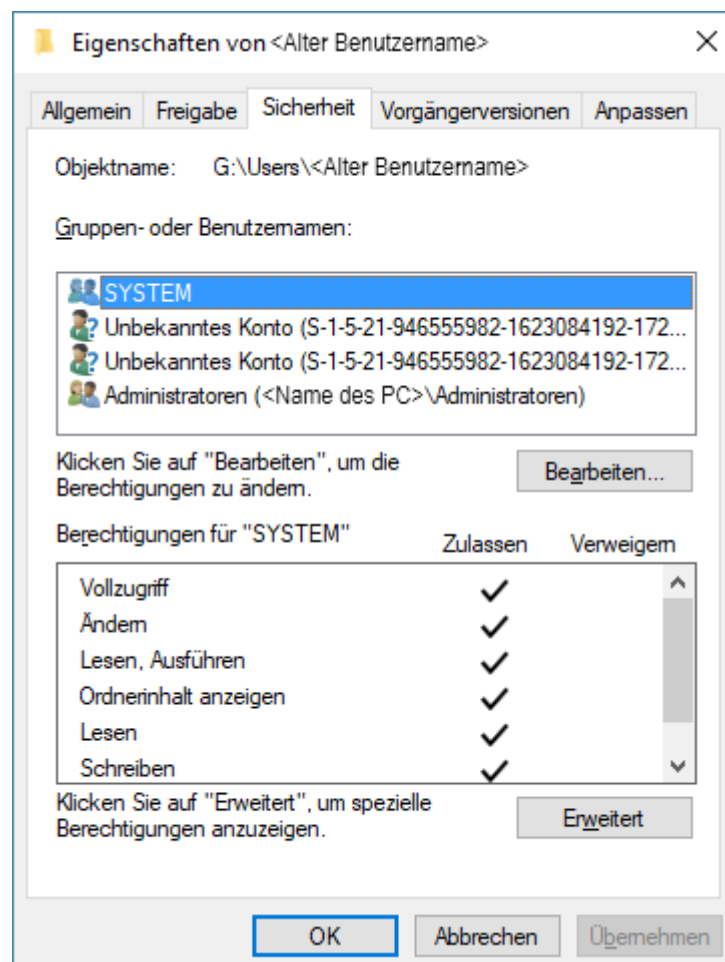 Eigenschaften von <Alter Benutzername>
Allgemein Freigabe Sicherheit Vorgängerversionen Anpassen
Objektname: G:\Users\<Alter Benutzername>
Gruppen- oder Benutzernamen:
SYSTEM
Unbekanntes Konto (S-1-5-21-946555982-1623084192-172...
Unbekanntes Konto (S-1-5-21-946555982-1623084192-172...
Administratoren (<Name des PC>\Administratoren)
Klicken Sie auf "Bearbeiten", um die
Berechtigungen zu ändern.
Bearbeiten...
Berechtigungen für "SYSTEM" Zulassen Verweigern
Vollzugriff
Ändern
Lesen, Ausführen
Ordnerinhalt anzeigen
Lesen
Schreiben
Klicken Sie auf "Erweitert", um spezielle
Berechtigungen anzuzeigen.
Erweitert
OK Abbrechen Übernehmen